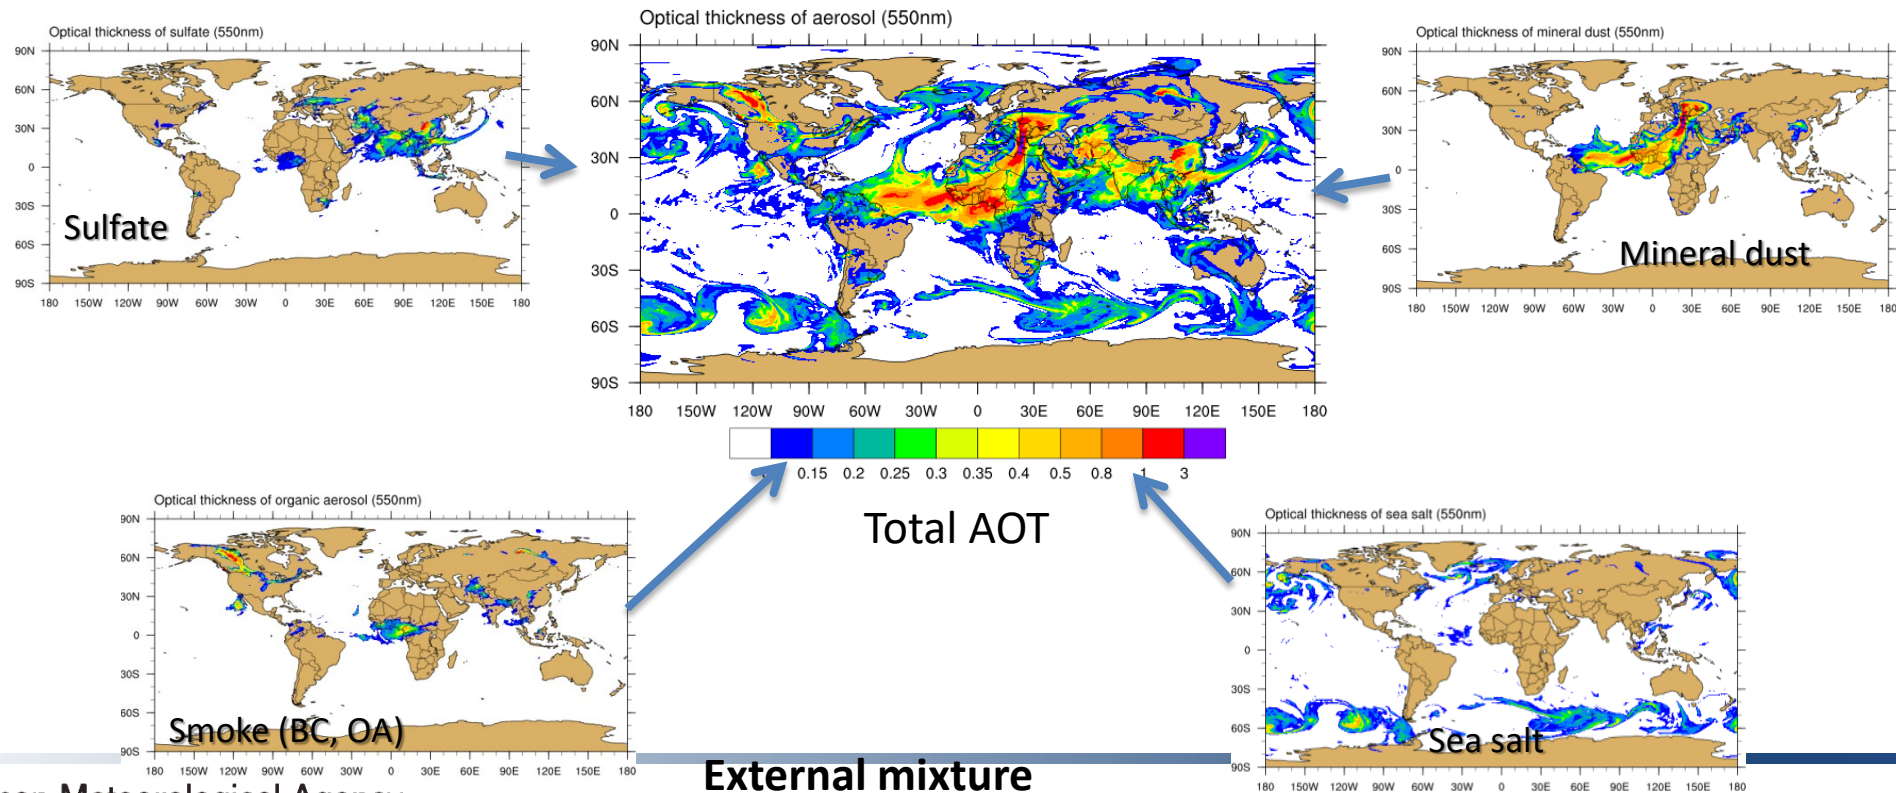 Optical thickness of sulfate (550nm)
90N
60N
30N
0
30S
60S
90S
180 150W 120W 90W 60W 30W 0 30E 60E 90E 120E 150E 180
Sulfate
Optical thickness of aerosol (550nm)
90N
60N
30N
0
30S
60S
90S
180 150W 120W 90W 60W 30W 0 30E 60E 90E 120E 150E 180
0.15 0.2 0.25 0.3 0.35 0.4 0.5 0.8 1 3
Total AOT
Optical thickness of mineral dust (550nm)
90N
60N
30N
0
30S
60S
90S
180 150W 120W 90W 60W 30W 0 30E 60E 90E 120E 150E 180
Mineral dust
Optical thickness of organic aerosol (550nm)
90N
60N
30N
0
30S
60S
90S
180 150W 120W 90W 60W 30W 0 30E 60E 90E 120E 150E 180
Smoke (BC, OA)
Optical thickness of sea salt (550nm)
90N
60N
30N
0
30S
60S
90S
180 150W 120W 90W 60W 30W 0 30E 60E 90E 120E 150E 180
Sea salt
External mixture
Meteorological Agency